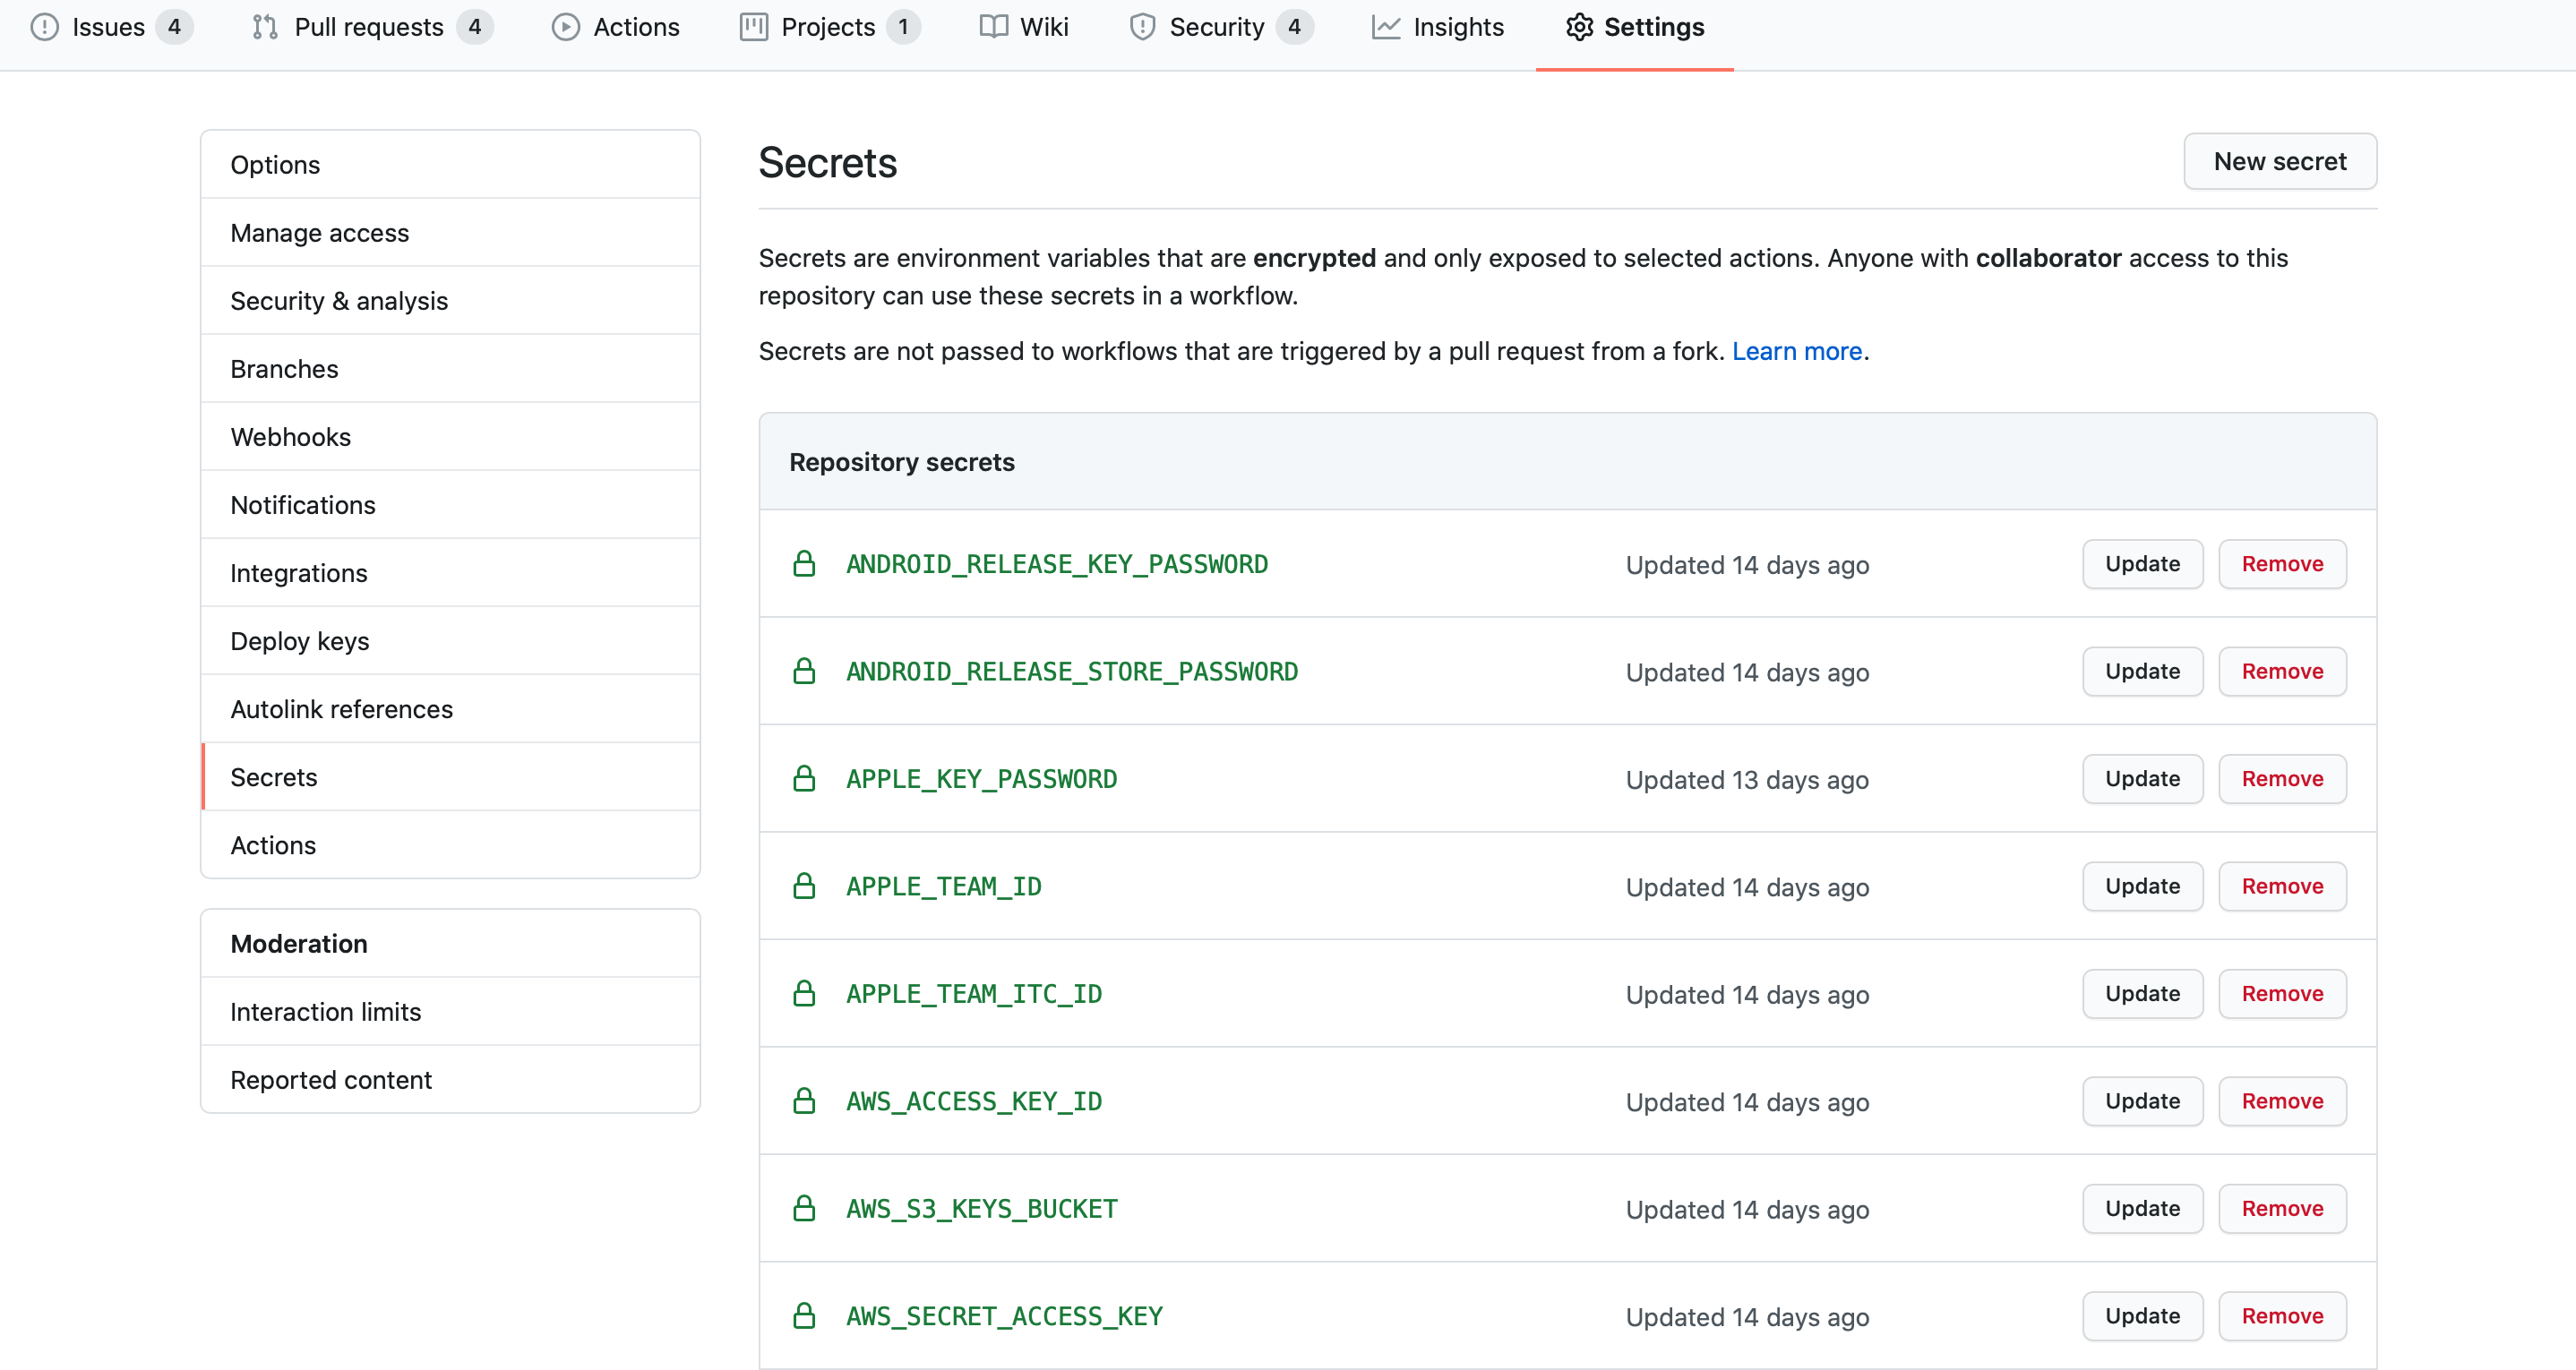 Issues 4 Pull requests 4 Actions Projects 1 Wiki Security 4 Insights Settings
Options
Manage access
Security & analysis
Branches
Webhooks
Notifications
Integrations
Deploy keys
Autolink references
Secrets
Actions
Moderation
Interaction limits
Reported content
Secrets New secret
Secrets are environment variables that are encrypted and only exposed to selected actions. Anyone with collaborator access to this
repository can use these secrets in a workflow.
Secrets are not passed to workflows that are triggered by a pull request from a fork. Learn more.
Repository secrets
ANDROID_RELEASE_KEY_PASSWORD Updated 14 days ago Update Remove
ANDROID_RELEASE_STORE_PASSWORD Updated 14 days ago Update Remove
APPLE_KEY_PASSWORD Updated 13 days ago Update Remove
APPLE_TEAM_ID Updated 14 days ago Update Remove
APPLE_TEAM_ITC_ID Updated 14 days ago Update Remove
AWS_ACCESS_KEY_ID Updated 14 days ago Update Remove
AWS_S3_KEYS_BUCKET Updated 14 days ago Update Remove
AWS_SECRET_ACCESS_KEY Updated 14 days ago Update Remove